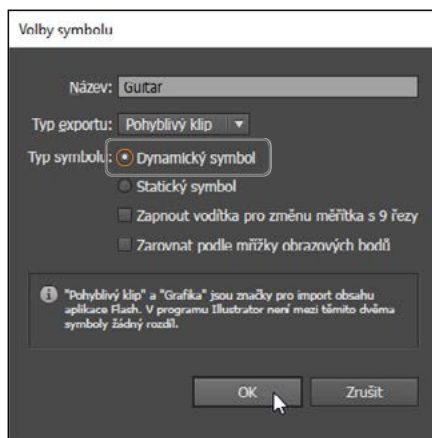 Volby symbolu
Název: Guitar
Typ exportu: Pohyblivý klip
Typ symbolu: Dynamický symbol
Statický symbol
Zapnout vodítka pro změnu měřítka s 9 řezy
Zarovnat podle mřížky obrazových bodů
"Pohyblivý klip" a "Grafika" jsou značky pro import obsahu
aplikace Flash. V programu Illustrator není mezi těmito dvěma
symboly žádný rozdíl.
OK Zrušit